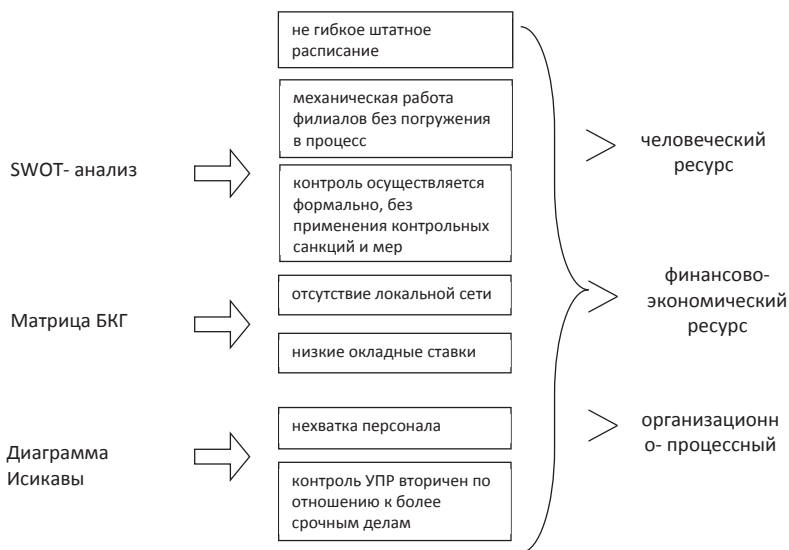 не гибкое штатное
расписание
механическая работа
филиалов без погружения
в процесс
SWOT- анализ
контроль осуществляется
формально, без
применения контрольных
санкций и мер
человеческий
ресурс
отсутствие локальной сети
Матрица БКГ
низкие окладные ставки
финансово-
экономический
ресурс
нехватка персонала
Диаграмма
Исикавы
контроль УПР вторичен по
отношению к более
срочным делам
организационн
о- процессный